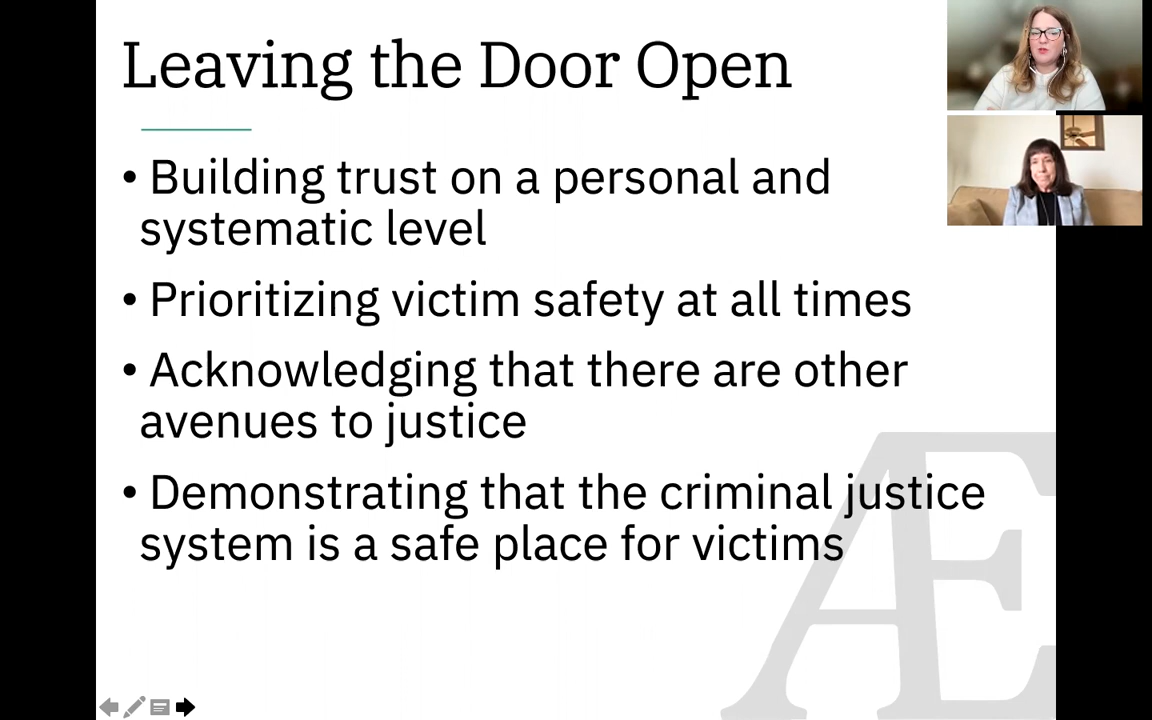 Leaving the Door Open
• Building trust on a personal and
systematic level
• Prioritizing victim safety at all times
• Acknowledging that there are other
avenues to justice
• Demonstrating that the criminal justice
system is a safe place for victims
Æ